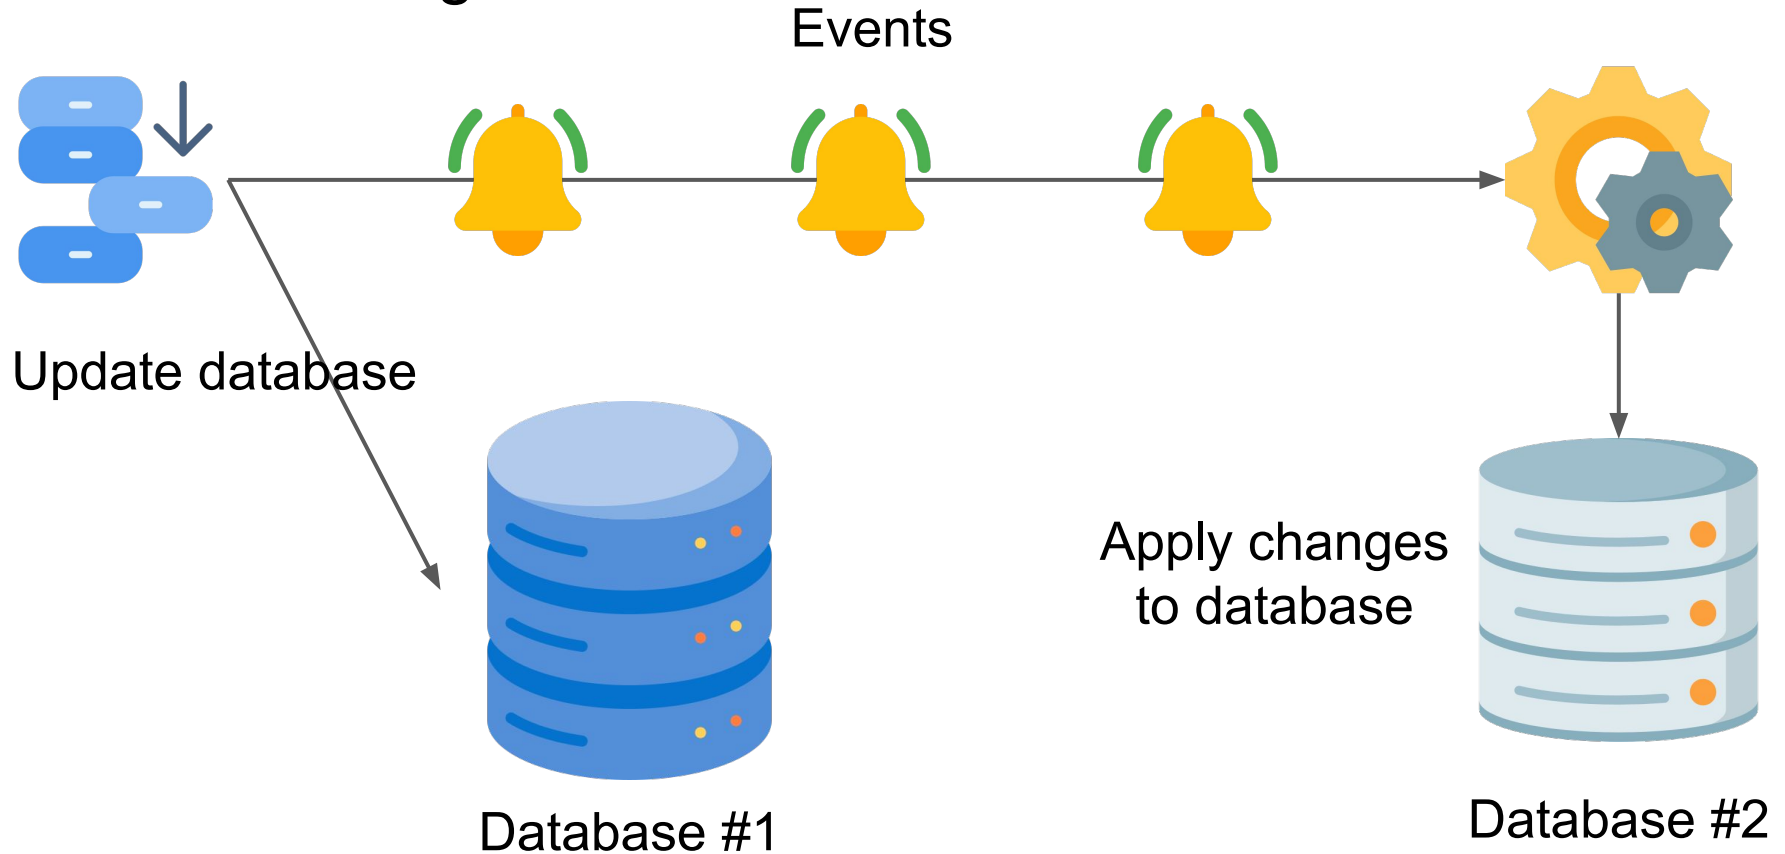 Events
Update database
Apply changes
to database
Database #1
Database #2